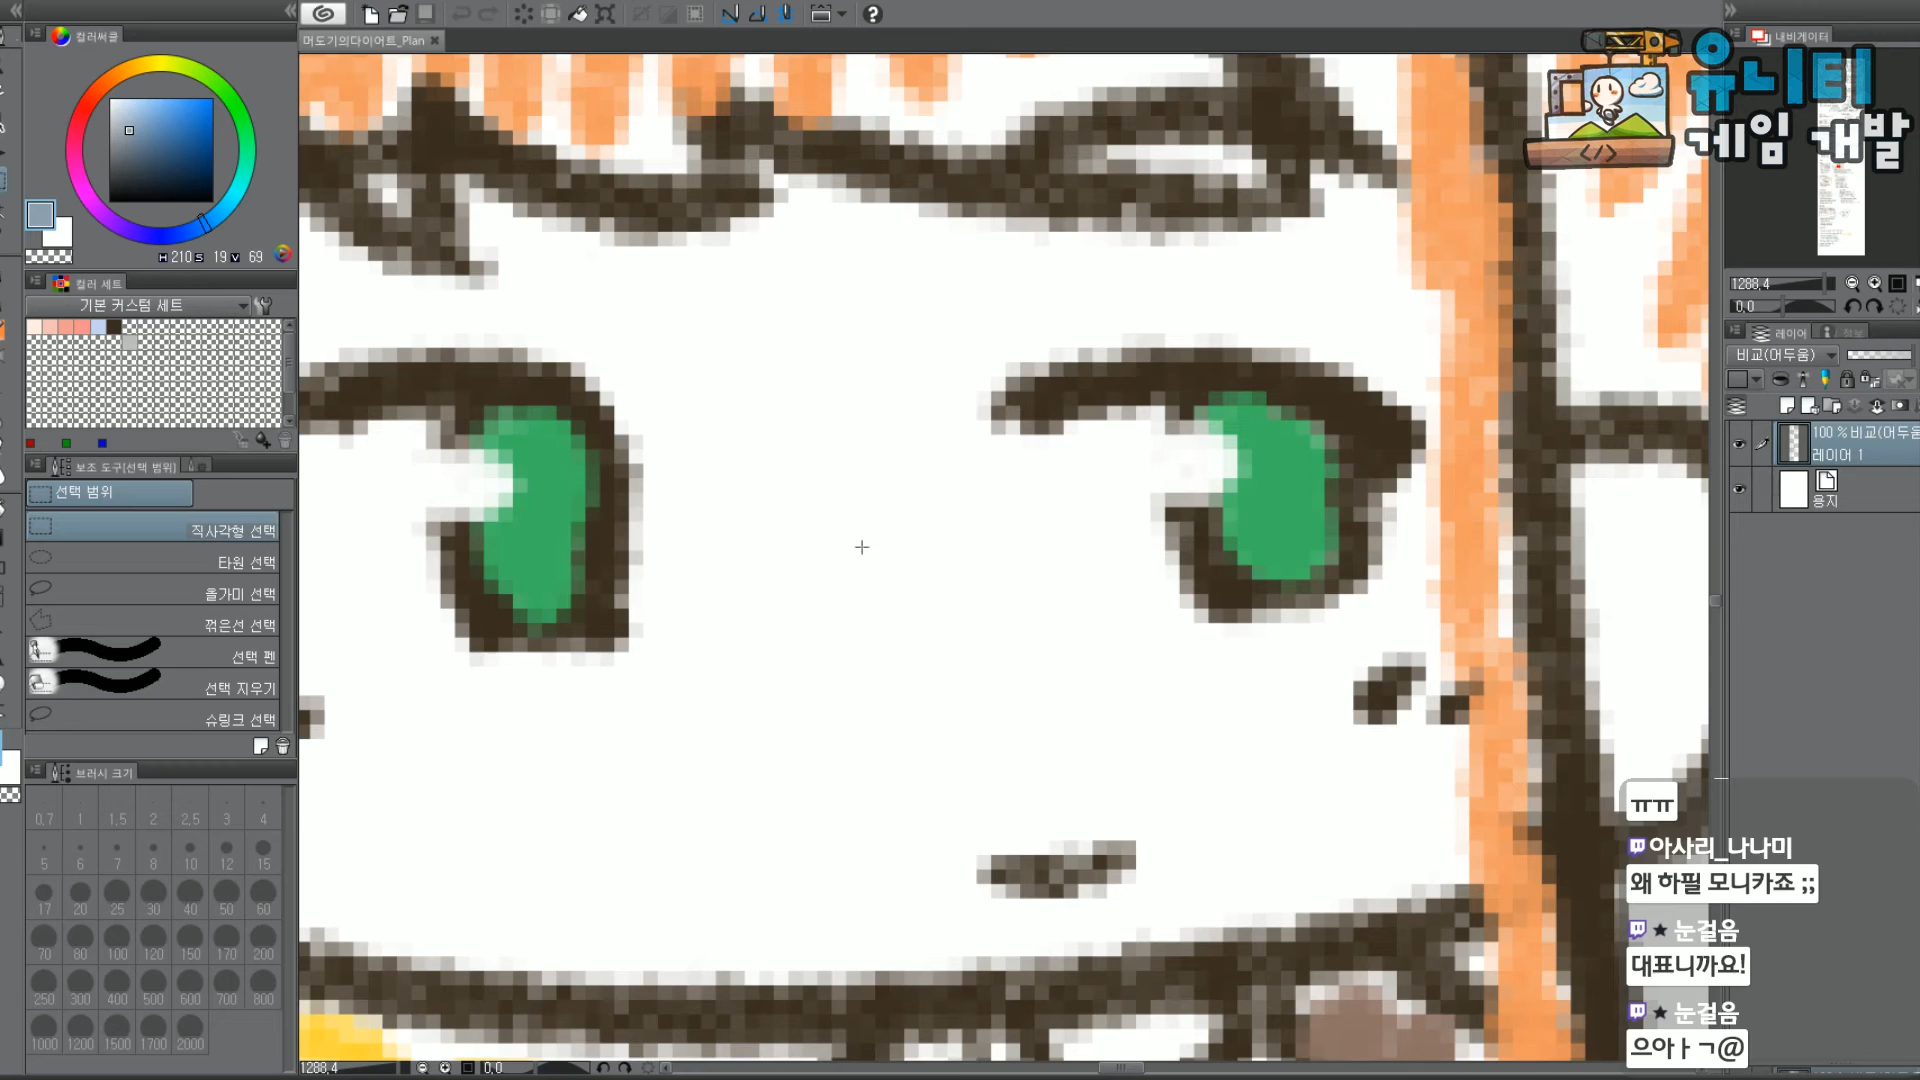 컬러써클
머도기의다이어트_Plan
내비게이터
유니티
게임 개발
</>
H 210 S 19 V 69
컬러 세트
기본 커스텀 세트
1288,4
0,0
레이어
정보
비교(어두움)
100 % 비교(어두움
레이어 1
용지
보조 도구[선택 범위]
선택 범위
직사각형 선택
타원 선택
올가미 선택
꺾은선 선택
선택 펜
선택 지우기
슈링크 선택
브러시 크기
0,7 1 1,5 2 2,5 3 4
5 6 7 8 10 12 15
17 20 25 30 40 50 60
70 80 100 120 150 170 200
250 300 400 500 600 700 800
1000 1200 1500 1700 2000
1288,4
0,0
ㅠㅠ
아사리_나나미
왜 하필 모니카죠 ;;
★ 눈걸음
대표니까요!
★ 눈걸음
으아ㅏㄱ@